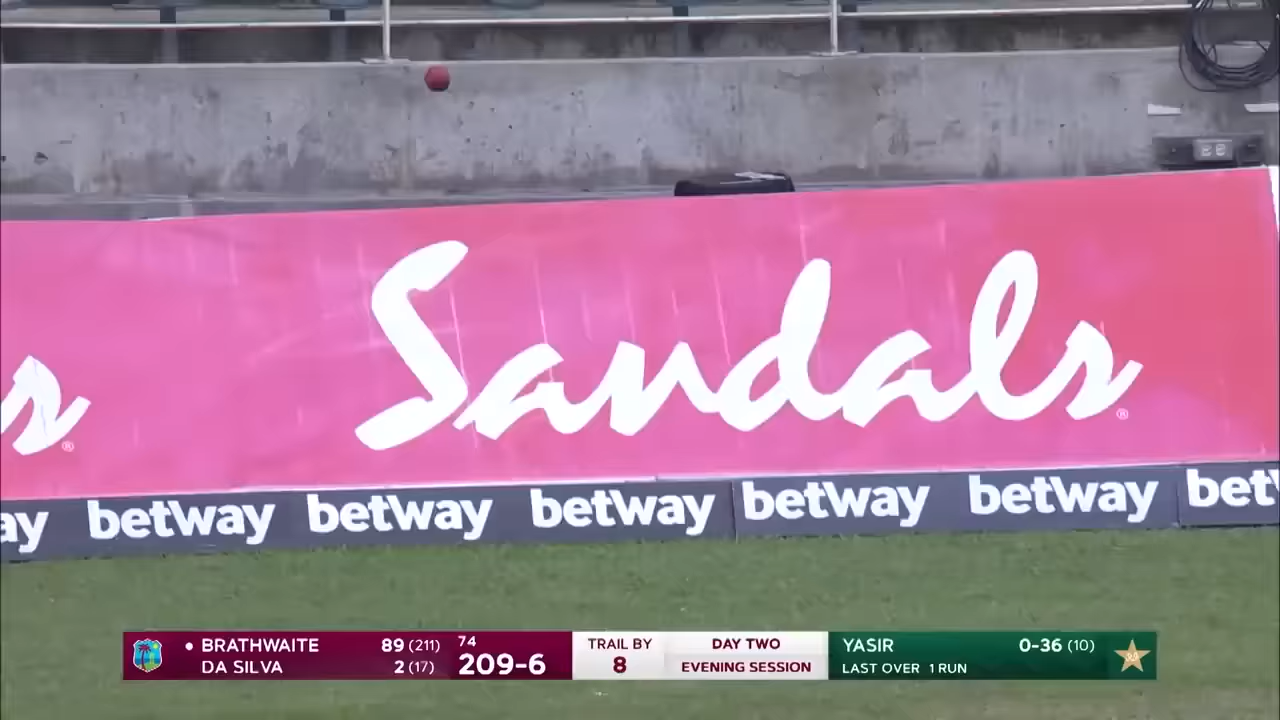 Sandals®
s®
ay betway betway betway betway betway bet
• BRATHWAITE 89 (211)
DA SILVA 2 (17)
74
209-6
TRAIL BY
8
DAY TWO
EVENING SESSION
YASIR 0-36 (10)
LAST OVER 1 RUN